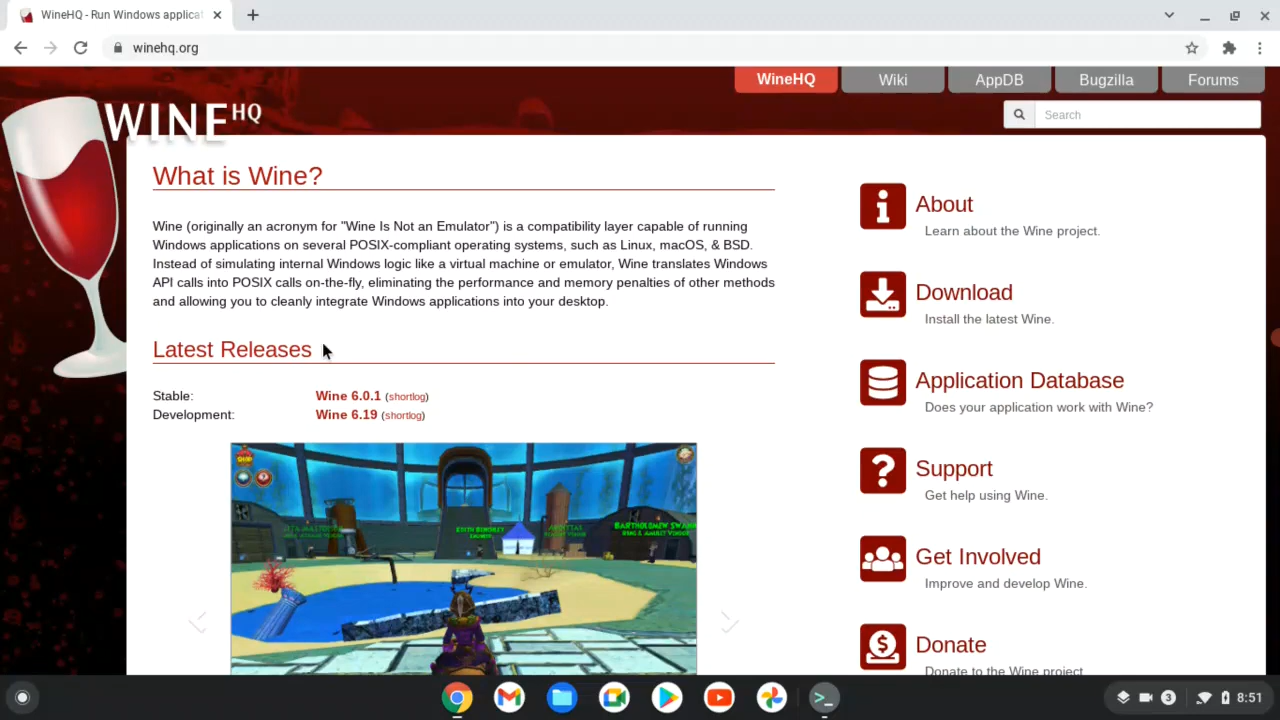 WineHQ - Run Windows applicat
winehq.org
WineHQ
Wiki
AppDB
Bugzilla
Forums
WINE HQ
Search
What is Wine?
Wine (originally an acronym for "Wine Is Not an Emulator") is a compatibility layer capable of running
Windows applications on several POSIX-compliant operating systems, such as Linux, macOS, & BSD.
Instead of simulating internal Windows logic like a virtual machine or emulator, Wine translates Windows
API calls into POSIX calls on-the-fly, eliminating the performance and memory penalties of other methods
and allowing you to cleanly integrate Windows applications into your desktop.
Latest Releases
Stable: Wine 6.0.1 (shortlog)
Development: Wine 6.19 (shortlog)
About
Learn about the Wine project.
Download
Install the latest Wine.
Application Database
Does your application work with Wine?
Support
Get help using Wine.
Get Involved
Improve and develop Wine.
Donate
Donate to the Wine project
3
8:51